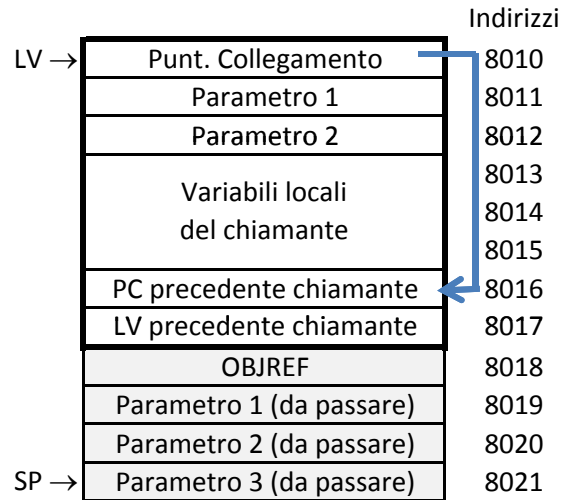 Indirizzi
LV → Punt. Collegamento 8010
Parametro 1 8011
Parametro 2 8012
8013
Variabili locali
del chiamante
8014
8015
PC precedente chiamante 8016
LV precedente chiamante 8017
OBJREF 8018
Parametro 1 (da passare) 8019
Parametro 2 (da passare) 8020
SP → Parametro 3 (da passare) 8021